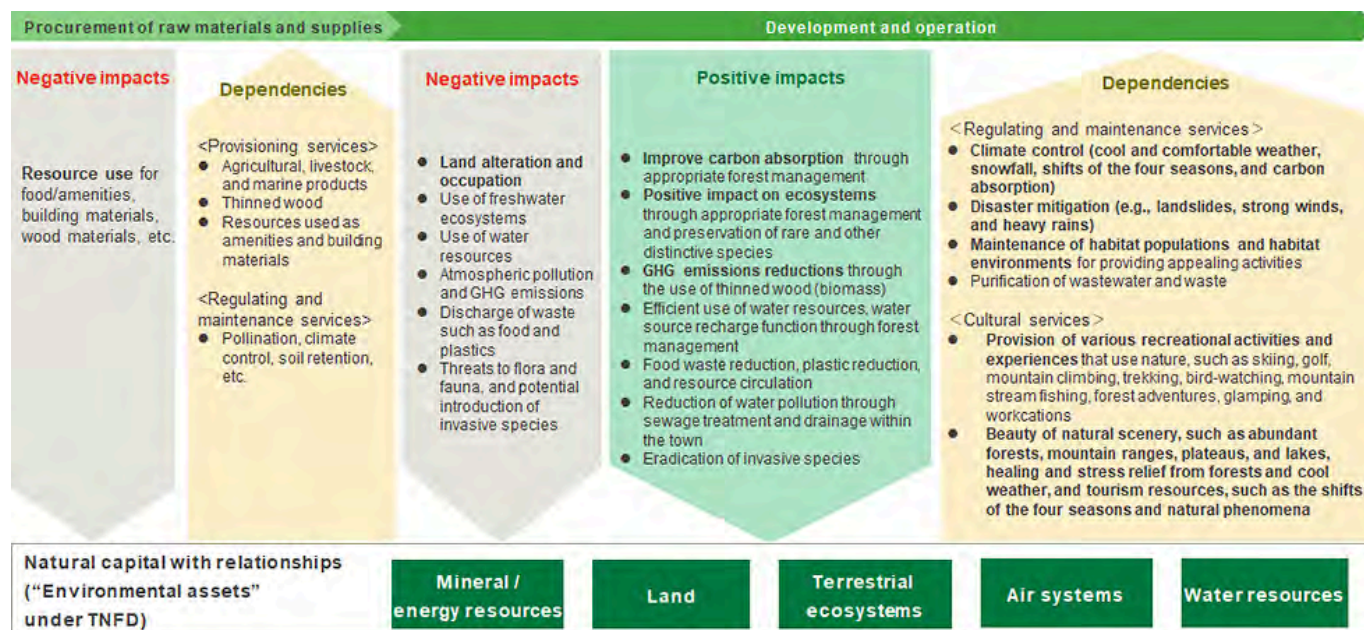 Procurement of raw materials and supplies
Development and operation
Negative impacts
Resource use for
food/amenities,
building materials,
wood materials, etc.
Dependencies
<Provisioning services>
● Agricultural, livestock,
and marine products
● Thinned wood
● Resources used as
amenities and building
materials
<Regulating and
maintenance services>
● Pollination, climate
control, soil retention,
etc.
Negative impacts
● Land alteration and
occupation
● Use of freshwater
ecosystems
● Use of water
resources
● Atmospheric pollution
and GHG emissions
● Discharge of waste
such as food and
plastics
● Threats to flora and
fauna, and potential
introduction of
invasive species
Positive impacts
● Improve carbon absorption through
appropriate forest management
● Positive impact on ecosystems
through appropriate forest management
and preservation of rare and other
distinctive species
● GHG emissions reductions through
the use of thinned wood (biomass)
● Efficient use of water resources, water
source recharge function through forest
management
● Food waste reduction, plastic reduction,
and resource circulation
● Reduction of water pollution through
sewage treatment and drainage within
the town
● Eradication of invasive species
Dependencies
<Regulating and maintenance services>
● Climate control (cool and comfortable weather,
snowfall, shifts of the four seasons, and carbon
absorption)
● Disaster mitigation (e.g., landslides, strong winds,
and heavy rains)
● Maintenance of habitat populations and habitat
environments for providing appealing activities
● Purification of wastewater and waste
<Cultural services>
● Provision of various recreational activities and
experiences that use nature, such as skiing, golf,
mountain climbing, trekking, bird-watching, mountain
stream fishing, forest adventures, glamping, and
workcations
● Beauty of natural scenery, such as abundant
forests, mountain ranges, plateaus, and lakes,
healing and stress relief from forests and cool
weather, and tourism resources, such as the shifts
of the four seasons and natural phenomena
Natural capital with relationships
(“Environmental assets”
under TNFD)
Mineral /
energy resources
Land
Terrestrial
ecosystems
Air systems
Water resources